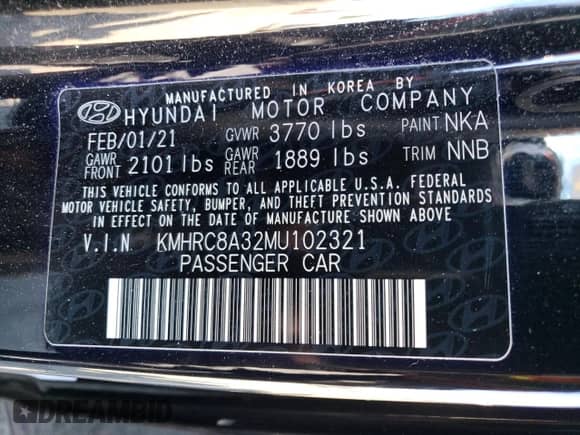 MANUFACTURED IN KOREA BY
HYUNDAI MOTOR COMPANY
FEB/01/21 GVWR 3770 lbs PAINT NKA
GAWR FRONT 2101 lbs GAWR REAR 1889 lbs TRIM NNB
THIS VEHICLE CONFORMS TO ALL APPLICABLE U.S.A. FEDERAL
MOTOR VEHICLE SAFETY, BUMPER, AND THEFT PREVENTION STANDARDS
IN EFFECT ON THE DATE OF MANUFACTURE SHOWN ABOVE
V.I.N KMHRC8A32MU102321
PASSENGER CAR
DREAMBID